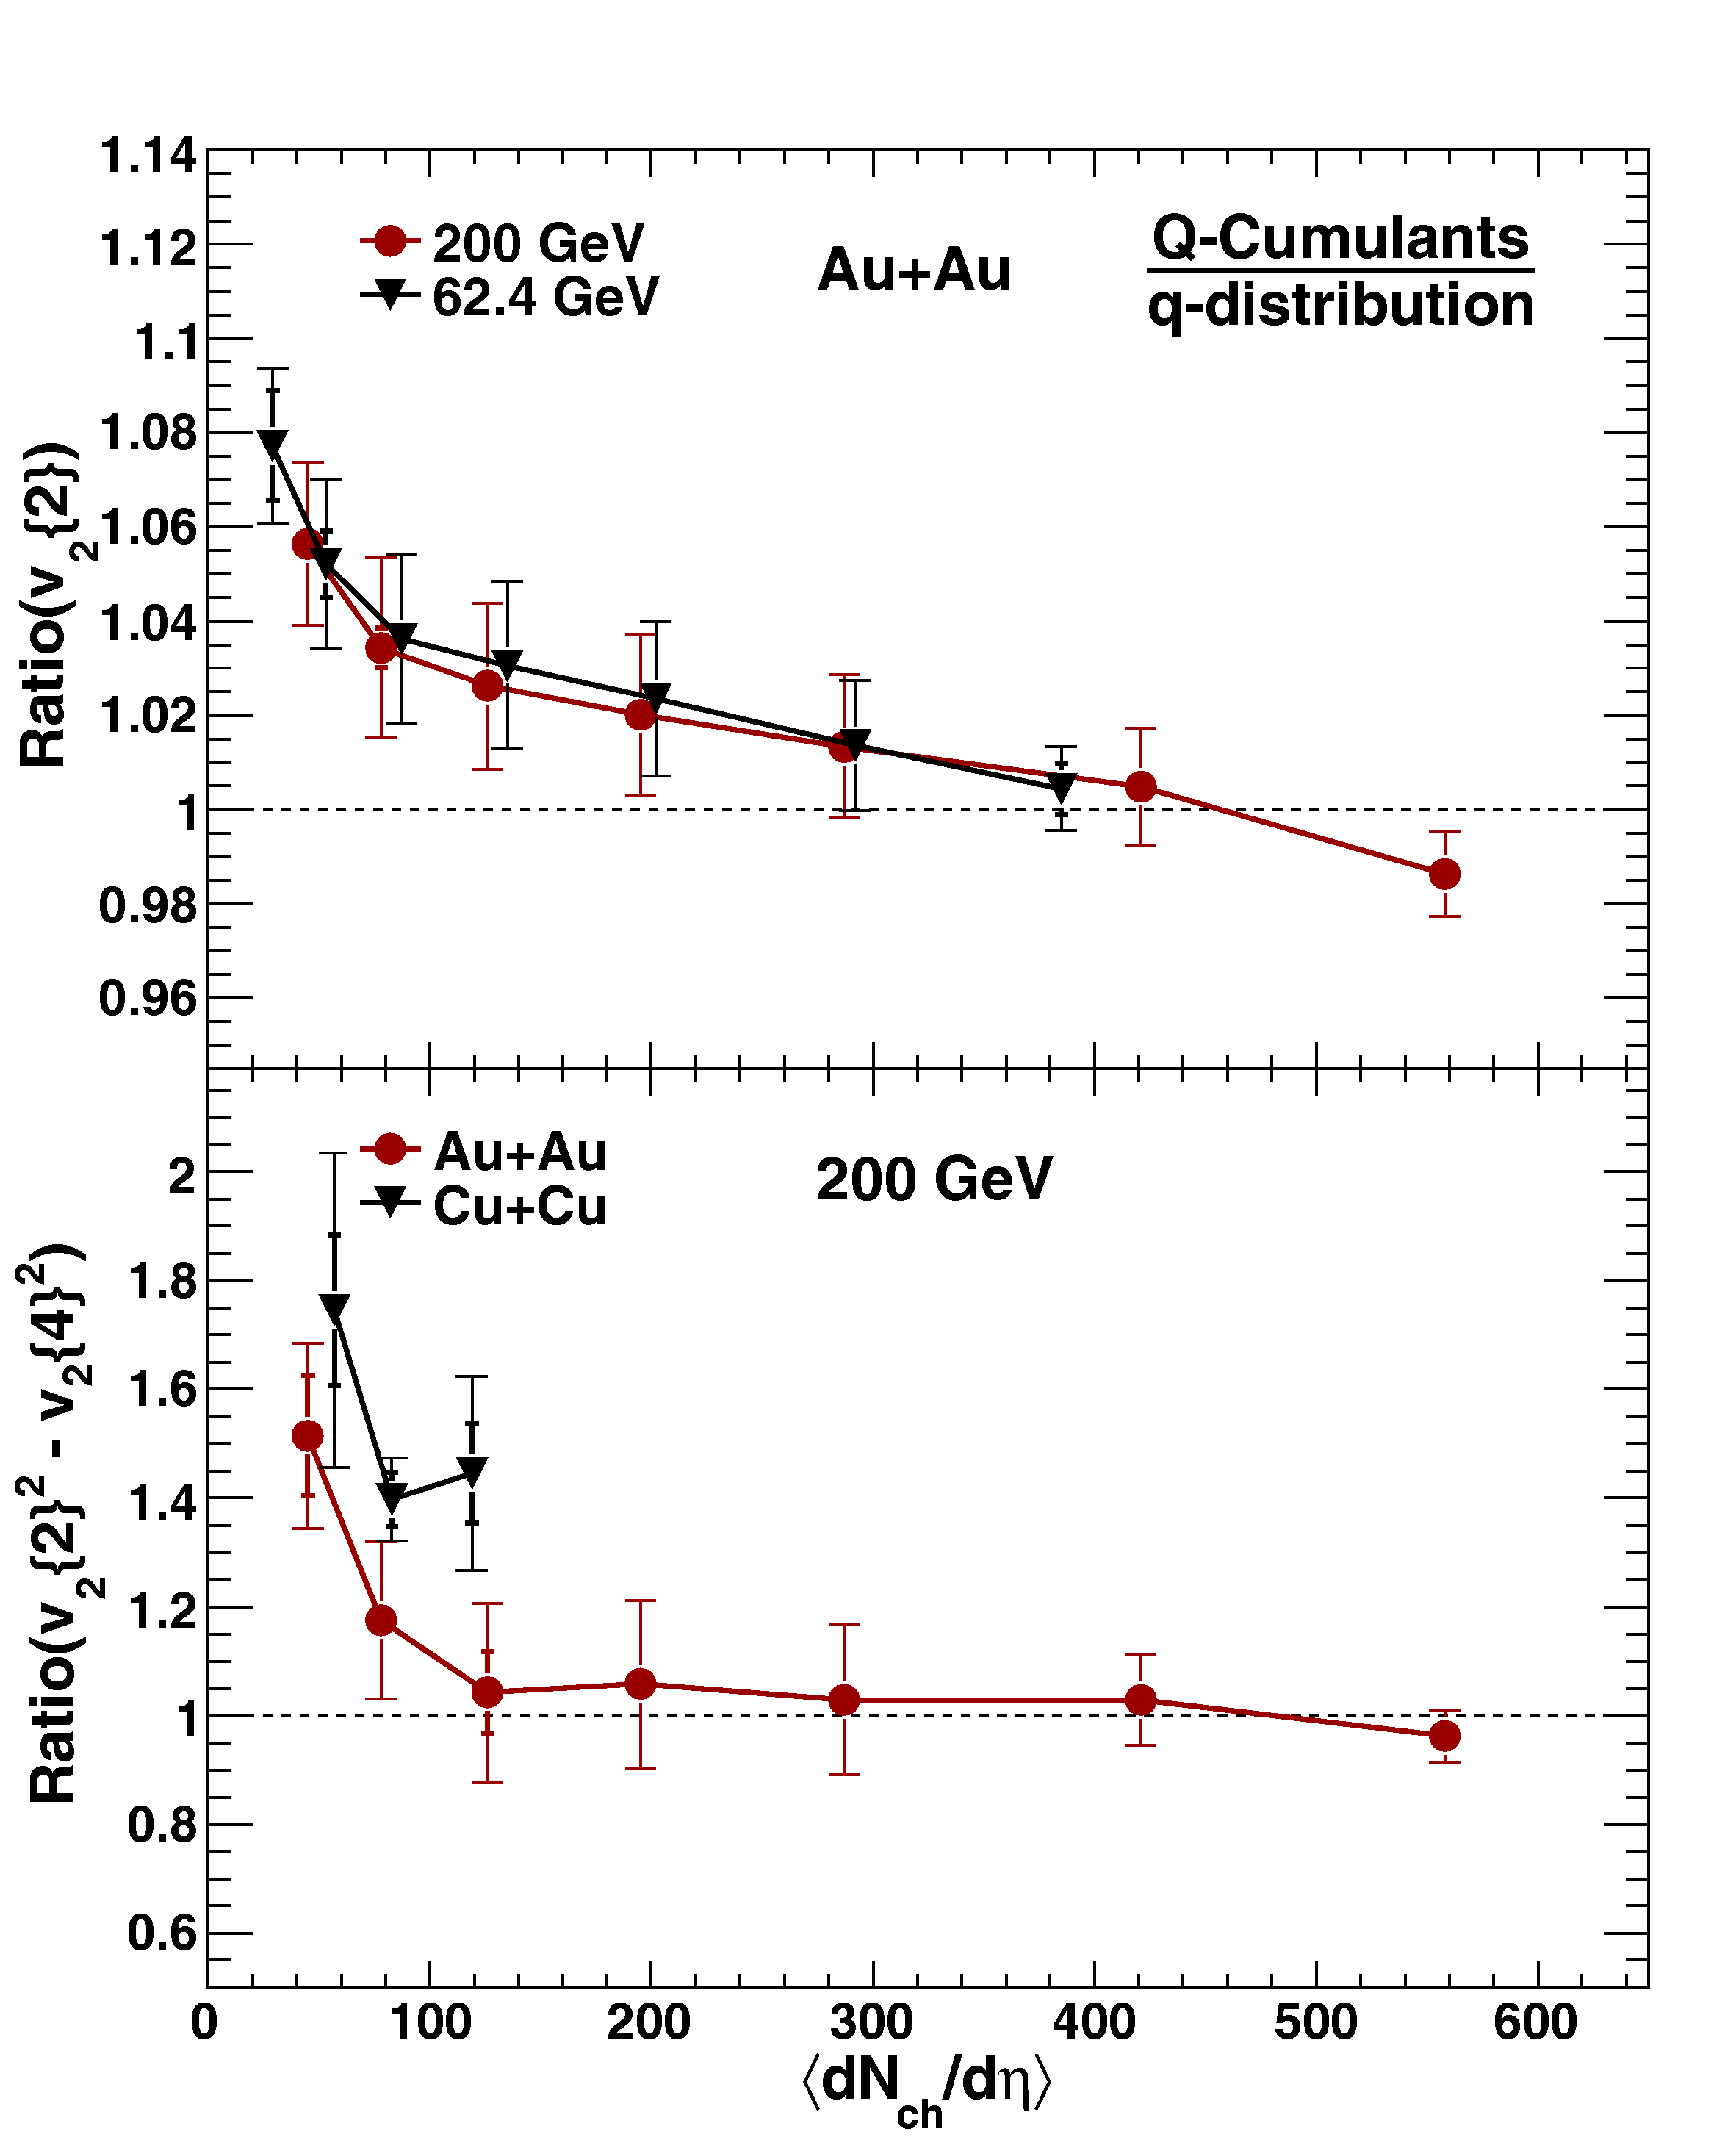 1.14
1.12
1.1
1.08
1.06
1.04
1.02
1
0.98
0.96
Ratio(v2{2})
200 GeV
62.4 GeV
Au+Au
Q-Cumulants
q-distribution
2
1.8
1.6
1.4
1.2
1
0.8
0.6
Ratio(v2{2}² - v2{4}²)
Au+Au
Cu+Cu
200 GeV
0 100 200 300 400 500 600
⟨dNch/dη⟩